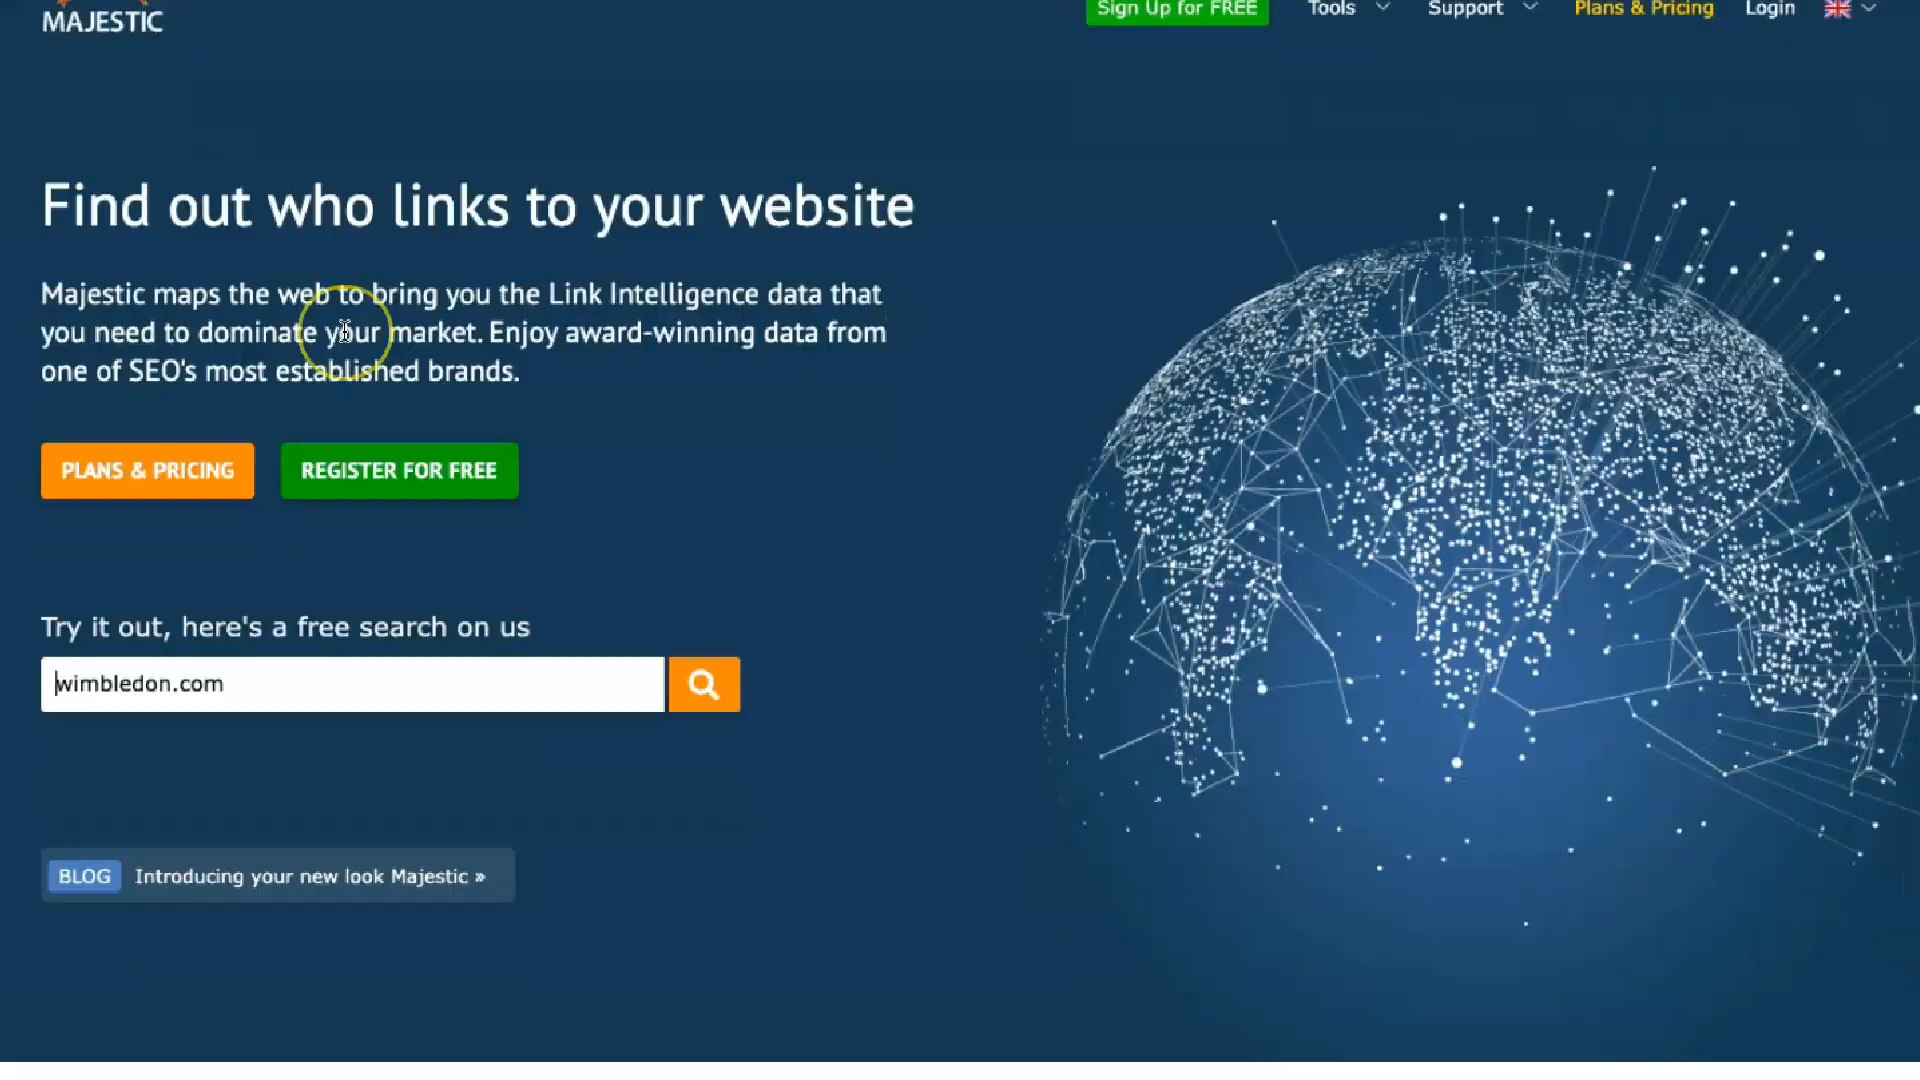 MAJESTIC
Sign Up for FREE
Tools
Support
Plans & Pricing
Login
Find out who links to your website
Majestic maps the web to bring you the Link Intelligence data that
you need to dominate your market. Enjoy award-winning data from
one of SEO's most established brands.
PLANS & PRICING
REGISTER FOR FREE
Try it out, here's a free search on us
wimbledon.com
BLOG Introducing your new look Majestic »